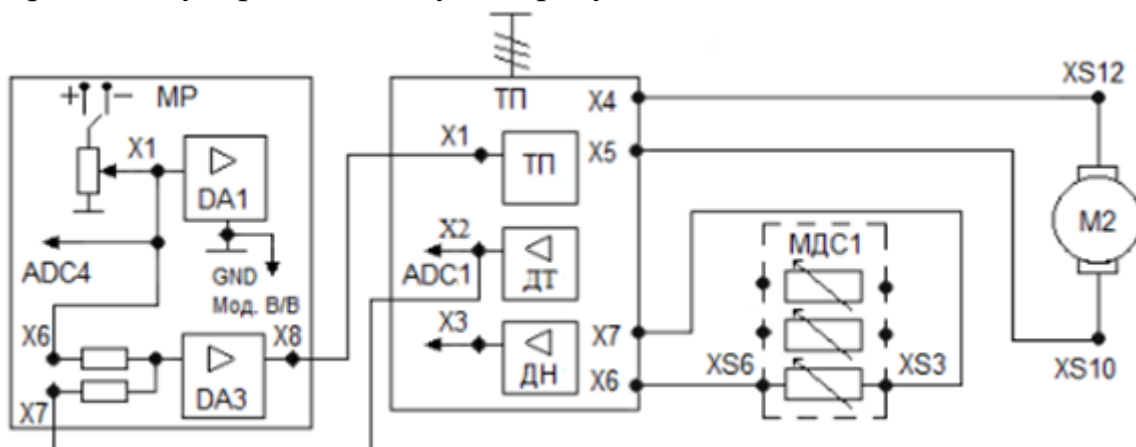 + − МР
X1
DA1
ADC4
GND
Мод. В/В
X6
X8
X7
DA3
ТП
X1
ТП
X2
ADC1
ДТ
X3
ДН
X4
X5
X7
X6
МДС1
XS6
XS3
XS12
М2
XS10